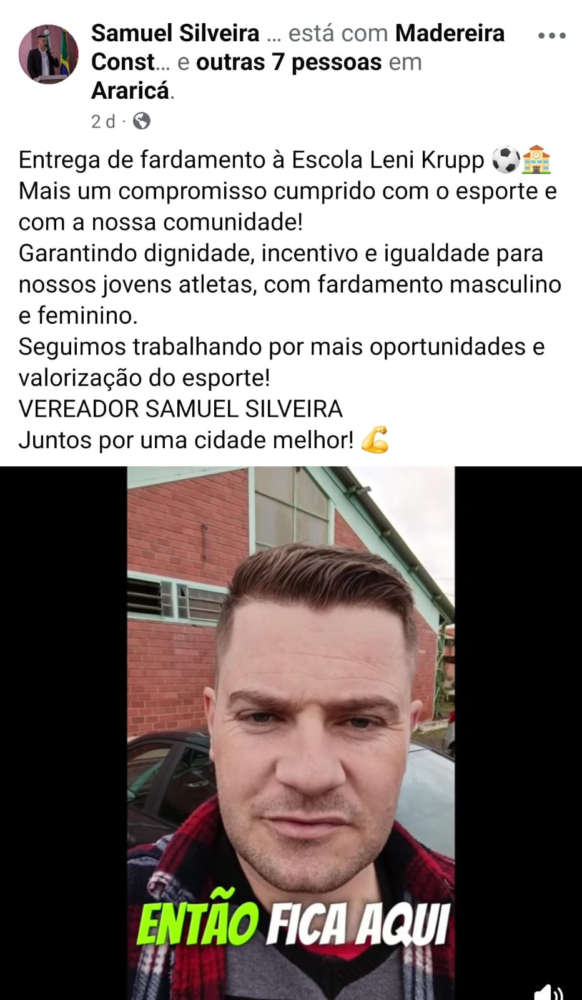 Samuel Silveira ... está com Madereira
Const... e outras 7 pessoas em
Araricá.
2 d ·
Entrega de fardamento à Escola Leni Krupp ⚽🏫
Mais um compromisso cumprido com o esporte e
com a nossa comunidade!
Garantindo dignidade, incentivo e igualdade para
nossos jovens atletas, com fardamento masculino
e feminino.
Seguimos trabalhando por mais oportunidades e
valorização do esporte!
VEREADOR SAMUEL SILVEIRA
Juntos por uma cidade melhor! 💪
ENTÃO FICA AQUI